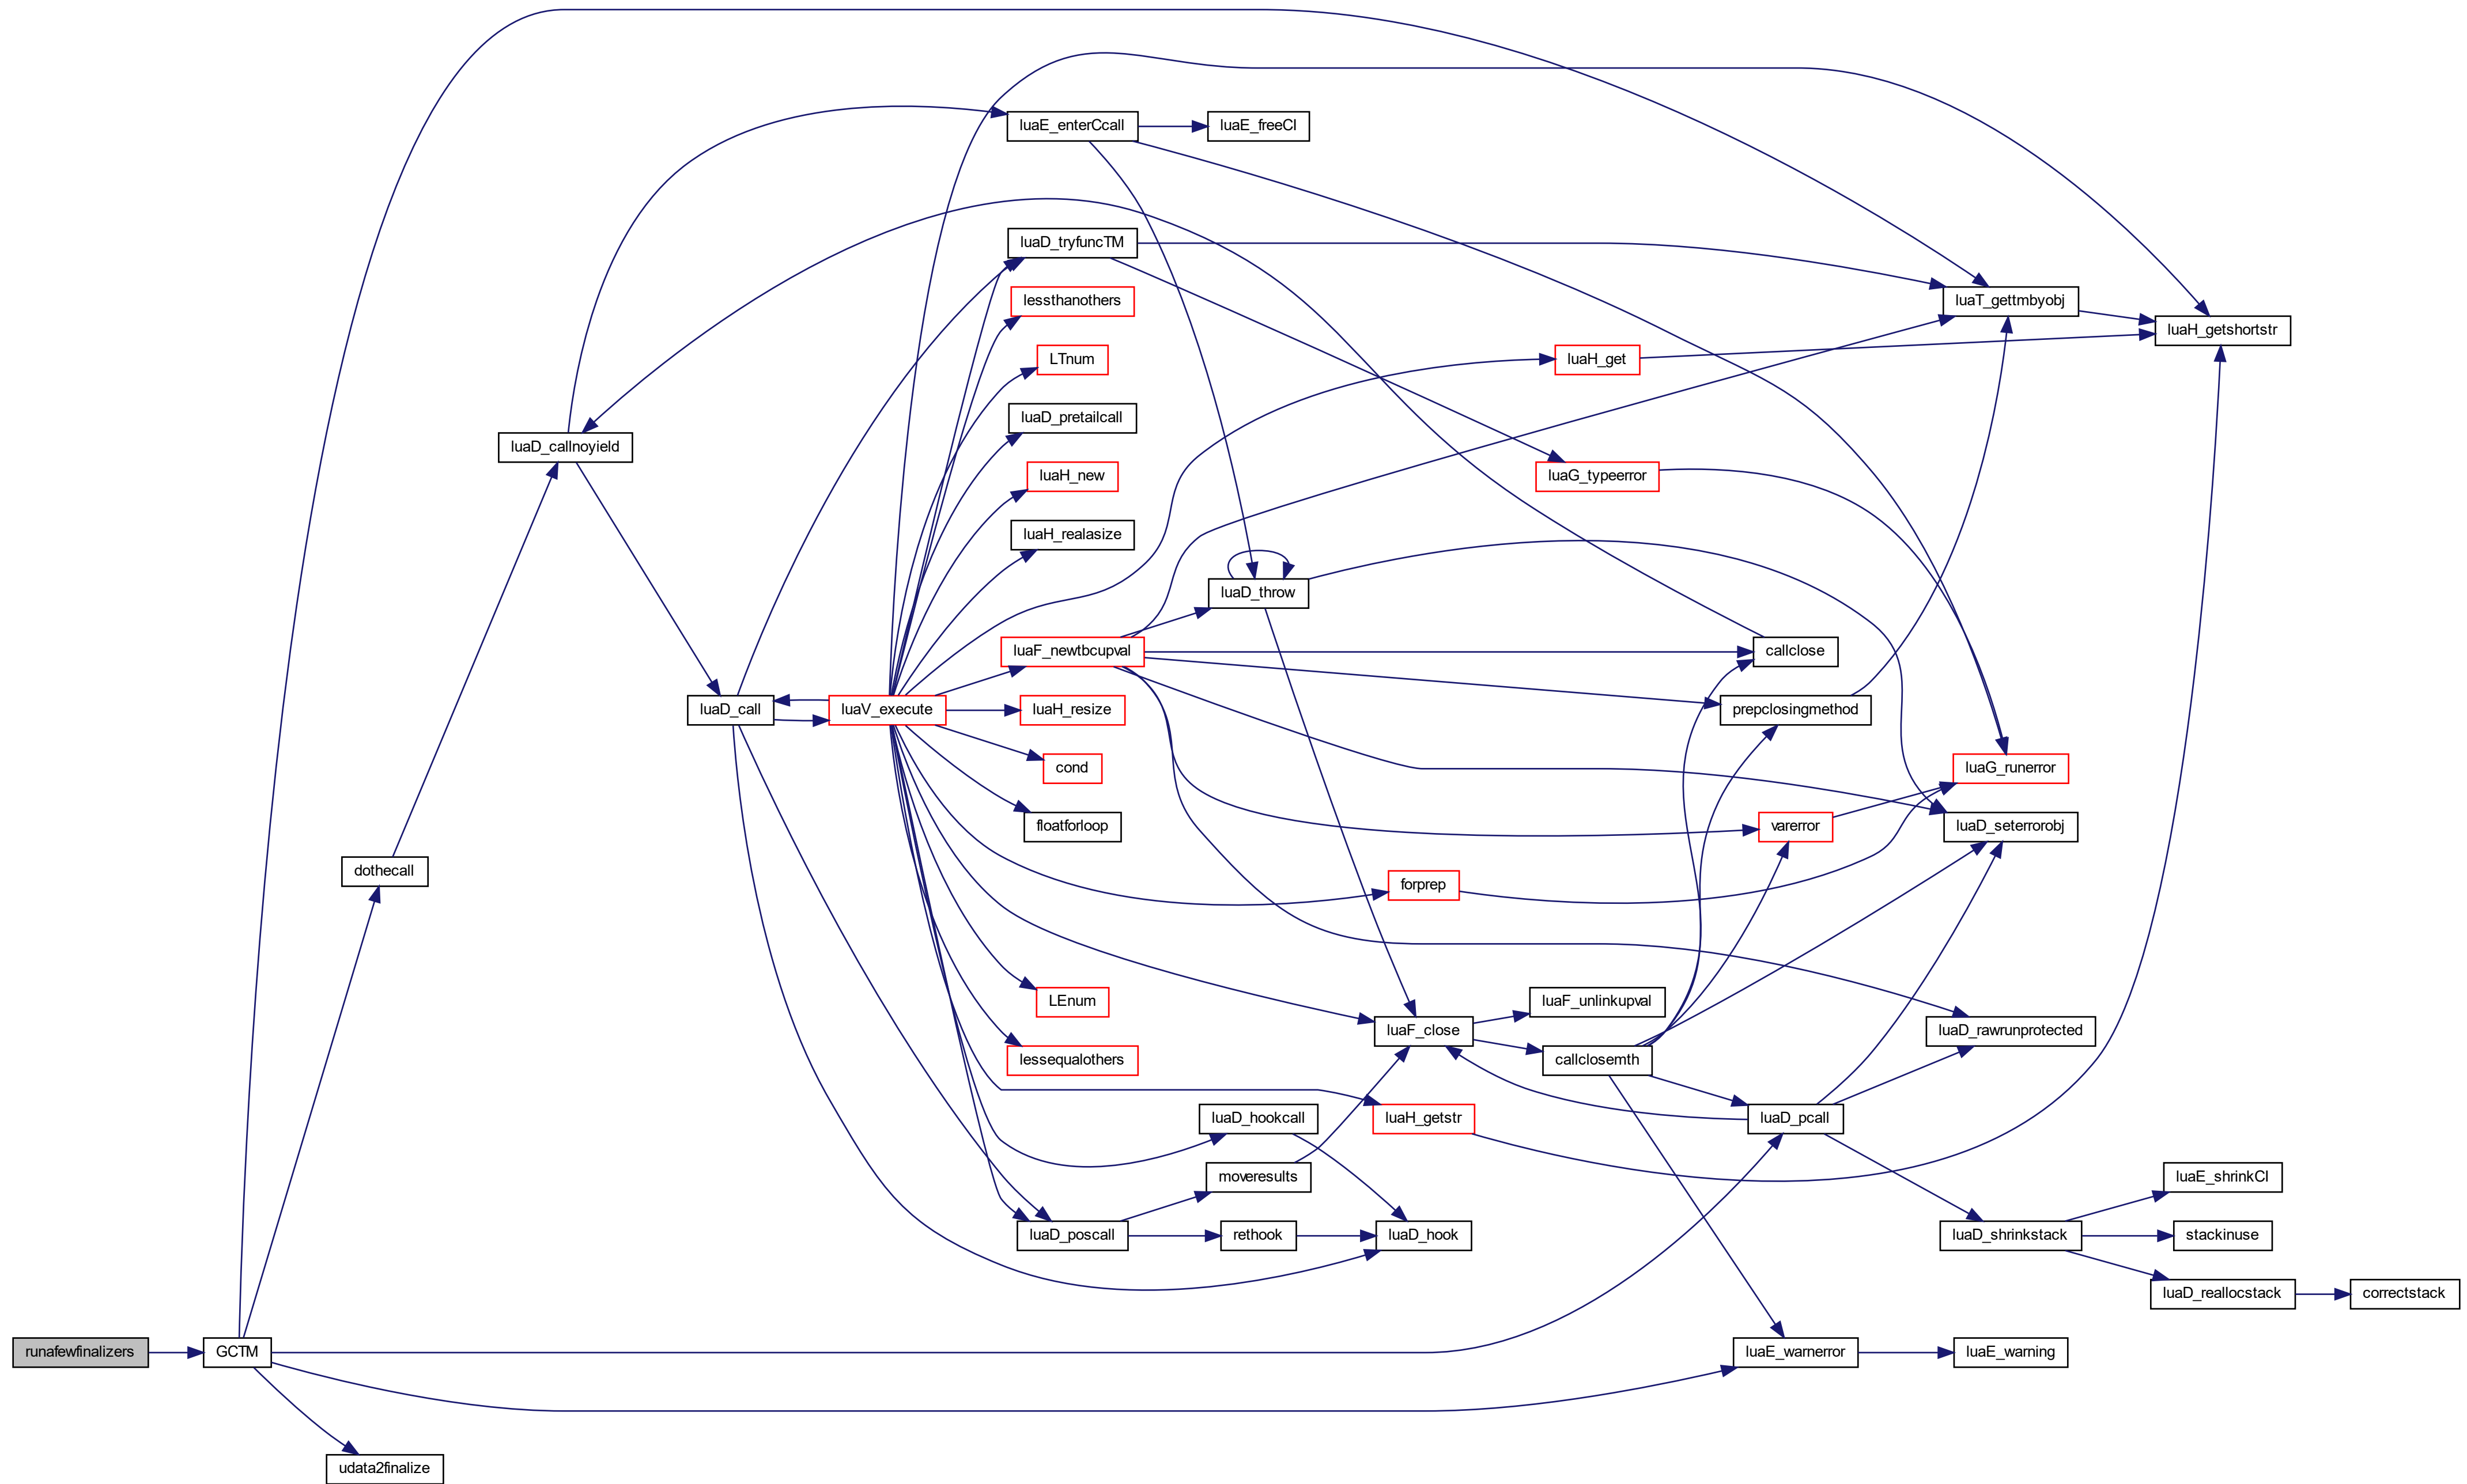 luaE_enterCcall
luaE_freeCI
luaD_tryfuncTM
lessthanothers
luaT_gettmbyobj
luaH_getshortstr
LTnum
luaH_get
luaD_pretailcall
luaD_callnoyield
luaH_new
luaG_typeerror
luaH_realasize
luaD_throw
luaF_newtbcupval
callclose
luaD_call
luaV_execute
luaH_resize
prepclosingmethod
cond
luaG_runerror
floatforloop
varerror
luaD_seterrorobj
dothecall
forprep
LEnum
luaF_unlinkupval
luaF_close
luaD_rawrunprotected
lessequalothers
callclosemth
luaD_hookcall
luaH_getstr
luaD_pcall
moveresults
luaE_shrinkCI
luaD_poscall
rethook
luaD_hook
luaD_shrinkstack
stackinuse
luaD_reallocstack
correctstack
runafewfinalizers
GCTM
luaE_warnerror
luaE_warning
udata2finalize